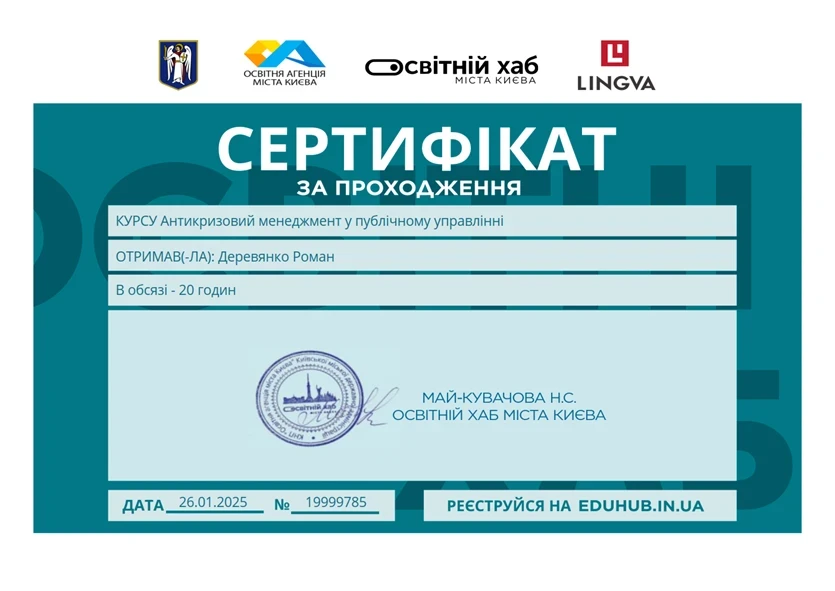 ОСВІТНЯ АГЕНЦІЯ
МІСТА КИЄВА
Освітній хаб
МІСТА КИЄВА
LINGVA
СЕРТИФІКАТ
ЗА ПРОХОДЖЕННЯ
КУРСУ Антикризовий менеджмент у публічному управлінні
ОТРИМАВ(-ЛА): Деревянко Роман
В обсязі - 20 годин
Освітній хаб
МАЙ-КУВАЧОВА Н.С.
ОСВІТНІЙ ХАБ МІСТА КИЄВА
ДАТА 26.01.2025 № 19999785
РЕЄСТРУЙСЯ НА EDUHUB.IN.UA